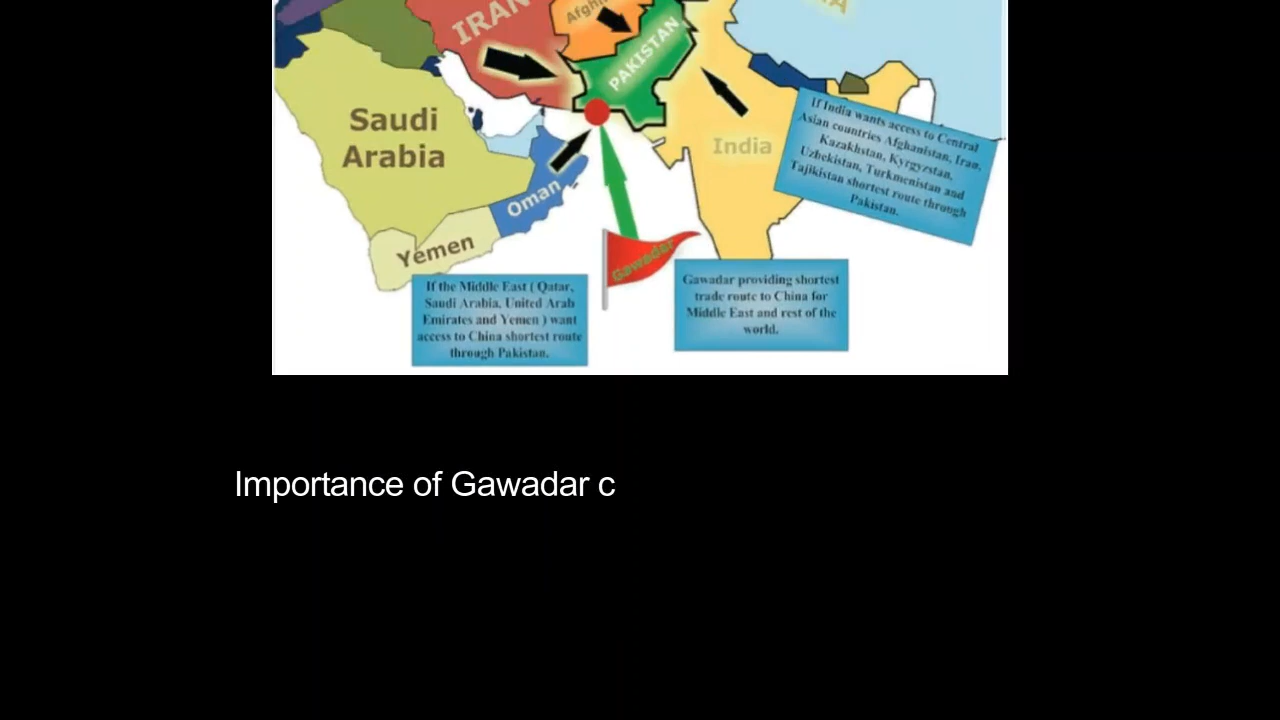 IRAN
Afghn
PAKISTAN
Saudi
Arabia
Oman
Yemen
India
If India wants access to Central
Asian countries Afghanistan, Iran,
Kazakhstan, Kyrgyzstan,
Uzbekistan, Turkmenistan and
Tajikistan shortest route through
Pakistan.
Gawadar
If the Middle East ( Qatar,
Saudi Arabia, United Arab
Emirates and Yemen ) want
access to China shortest route
through Pakistan.
Gawadar providing shortest
trade route to China for
Middle East and rest of the
world.
Importance of Gawadar c